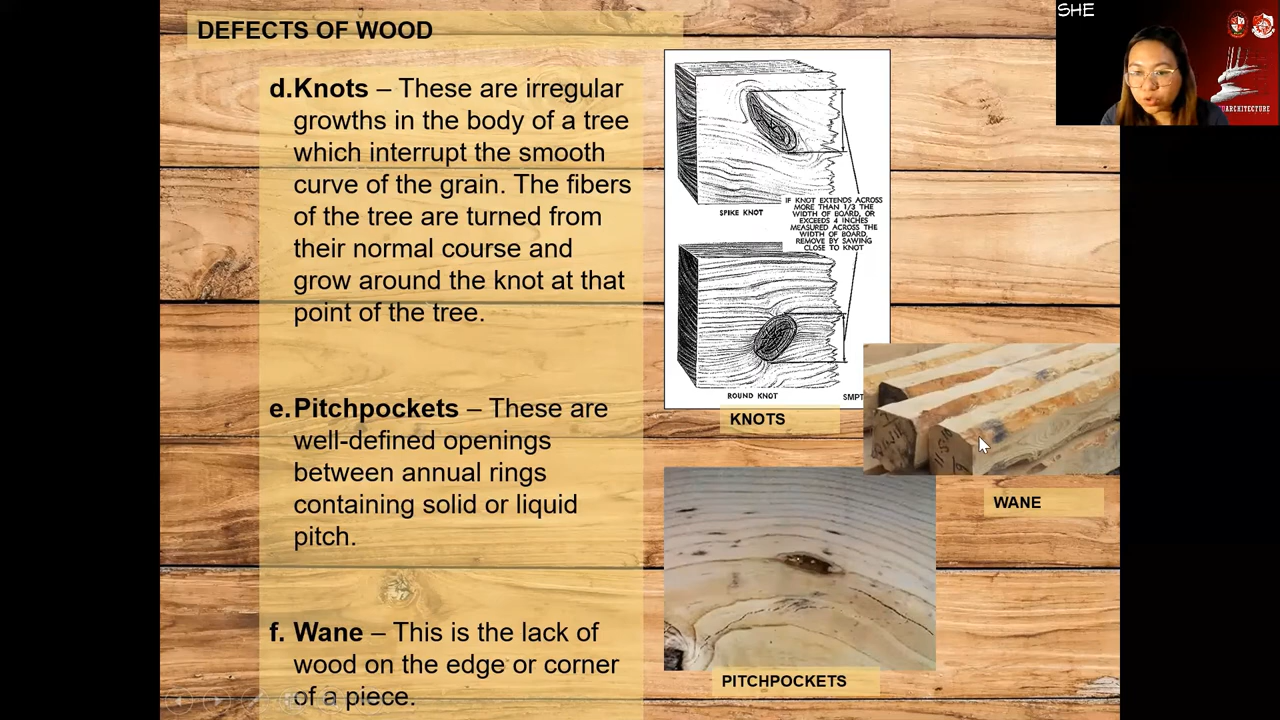 DEFECTS OF WOOD
d. Knots – These are irregular
growths in the body of a tree
which interrupt the smooth
curve of the grain. The fibers
of the tree are turned from
their normal course and
grow around the knot at that
point of the tree.
e. Pitchpockets – These are
well-defined openings
between annual rings
containing solid or liquid
pitch.
f. Wane – This is the lack of
wood on the edge or corner
of a piece.
SPIKE KNOT
IF KNOT EXTENDS ACROSS
MORE THAN 1/3 THE
WIDTH OF BOARD, OR
EXCEEDS 4 INCHES
MEASURED ACROSS THE
WIDTH OF BOARD,
REMOVE BY SAWING
CLOSE TO KNOT
ROUND KNOT
SMPT
KNOTS
WANE
PITCHPOCKETS
SHE
UARCHITECTURE